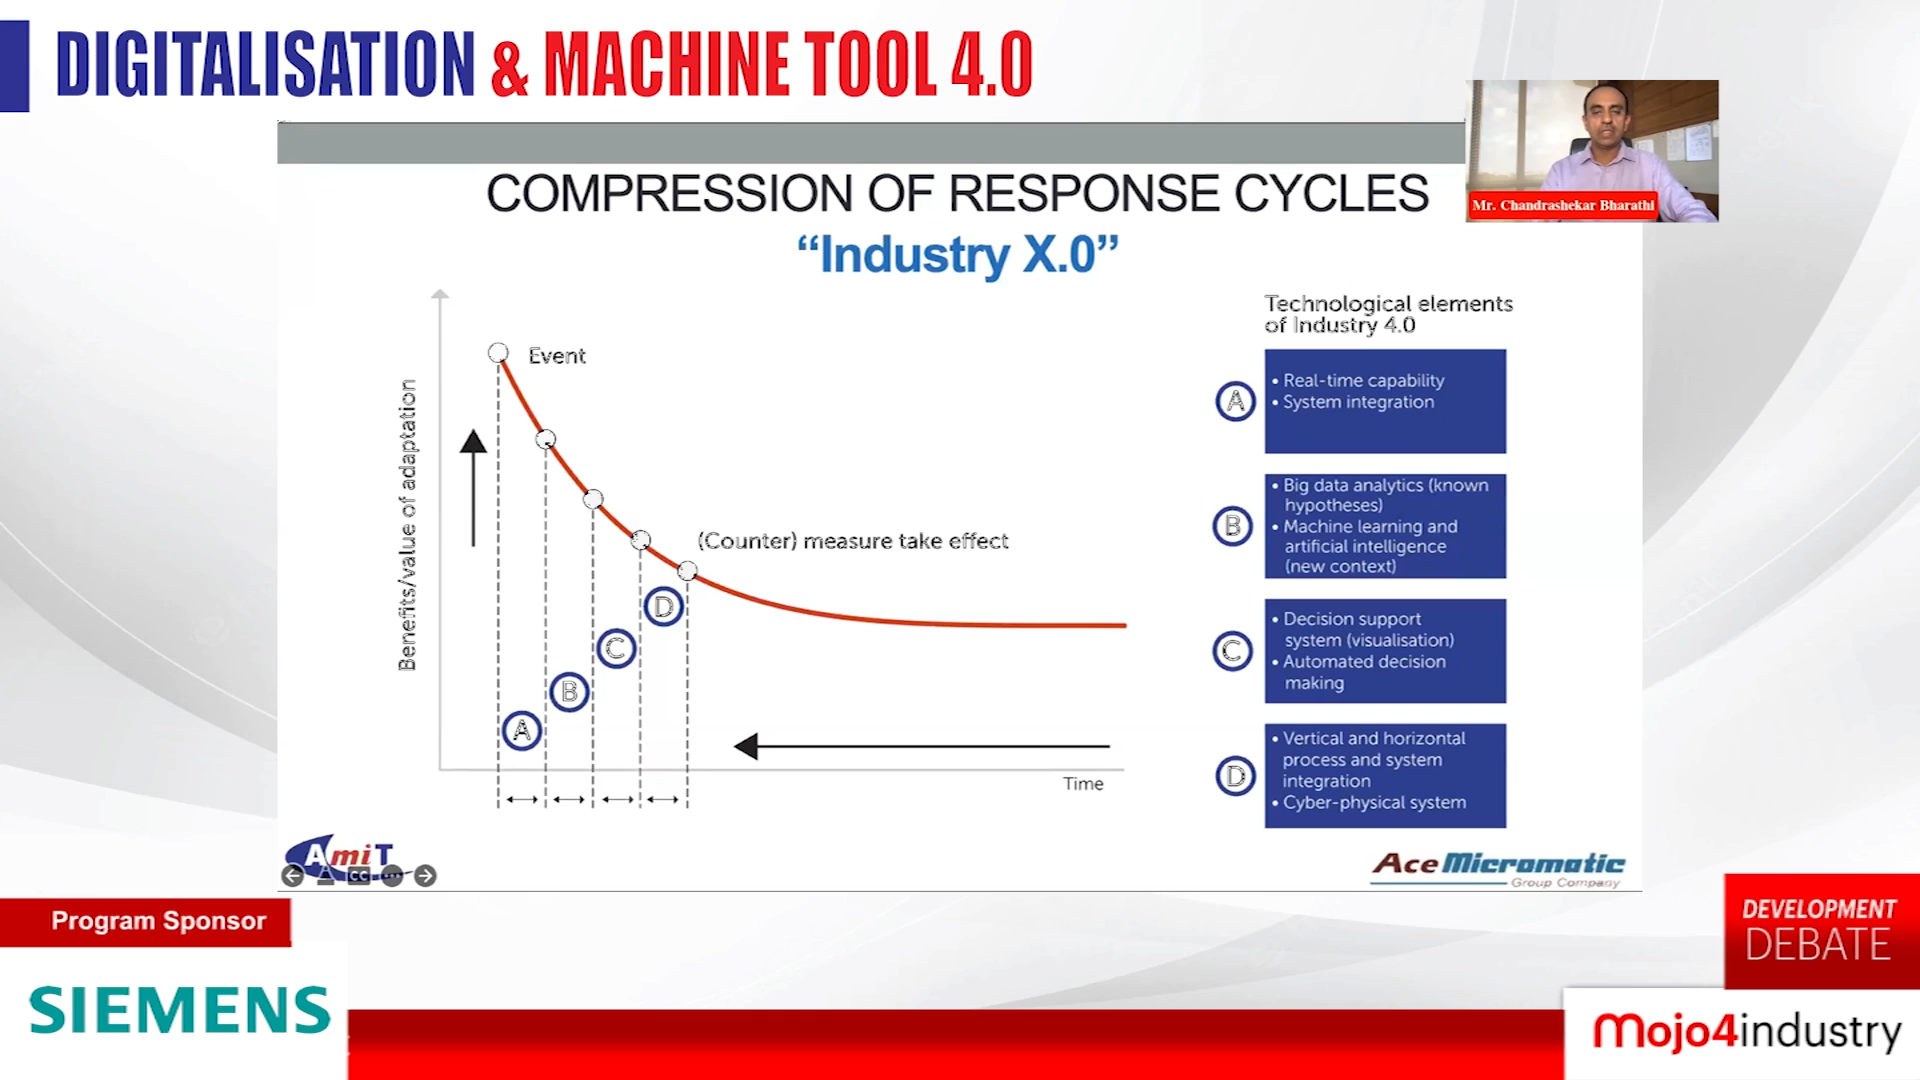 DIGITALISATION & MACHINE TOOL 4.0
Mr. Chandrashekar Bharathi
COMPRESSION OF RESPONSE CYCLES
“Industry X.0”
Benefits/value of adaptation
Event
(Counter) measure take effect
A
B
C
D
Time
Technological elements
of Industry 4.0
A
• Real-time capability
• System integration
B
• Big data analytics (known
hypotheses)
• Machine learning and
artificial intelligence
(new context)
C
• Decision support
system (visualisation)
• Automated decision
making
D
• Vertical and horizontal
process and system
integration
• Cyber-physical system
AmiT
CC
AceMicromatic
Group Company
Program Sponsor
SIEMENS
DEVELOPMENT
DEBATE
Mojo4industry